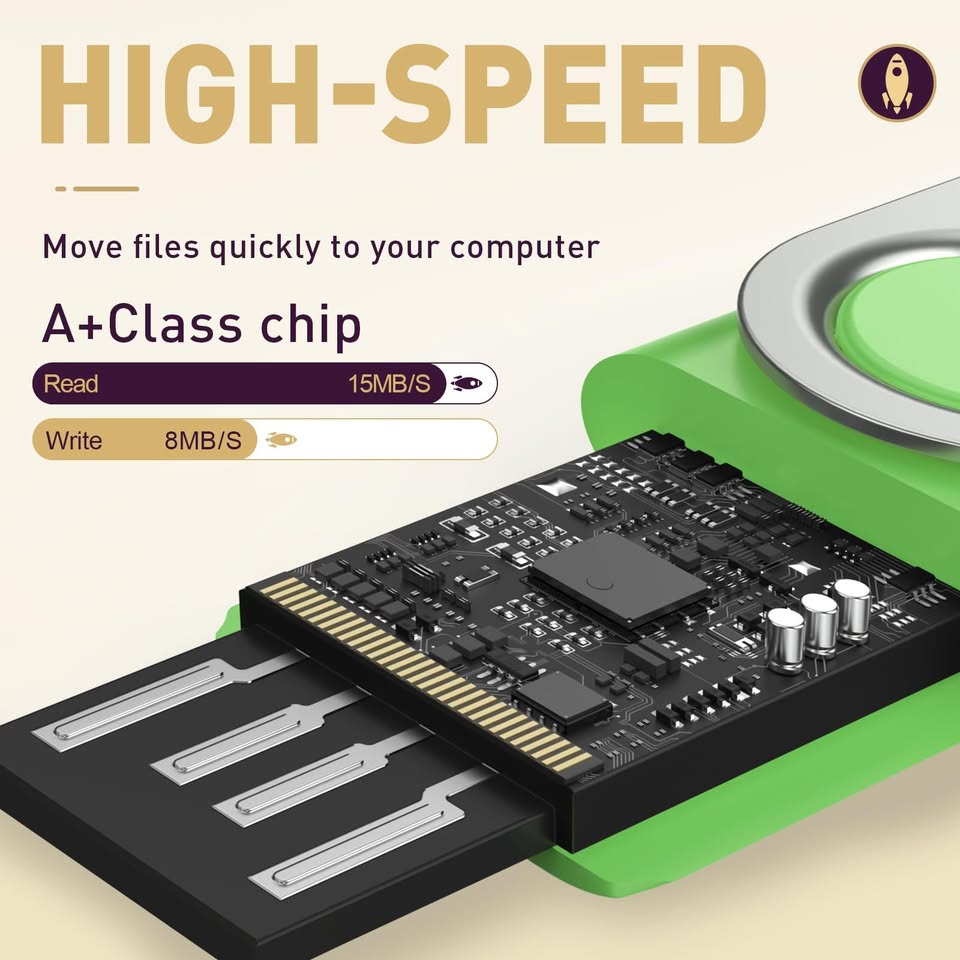 HIGH-SPEED
Move files quickly to your computer
A+Class chip
Read 15MB/S
Write 8MB/S